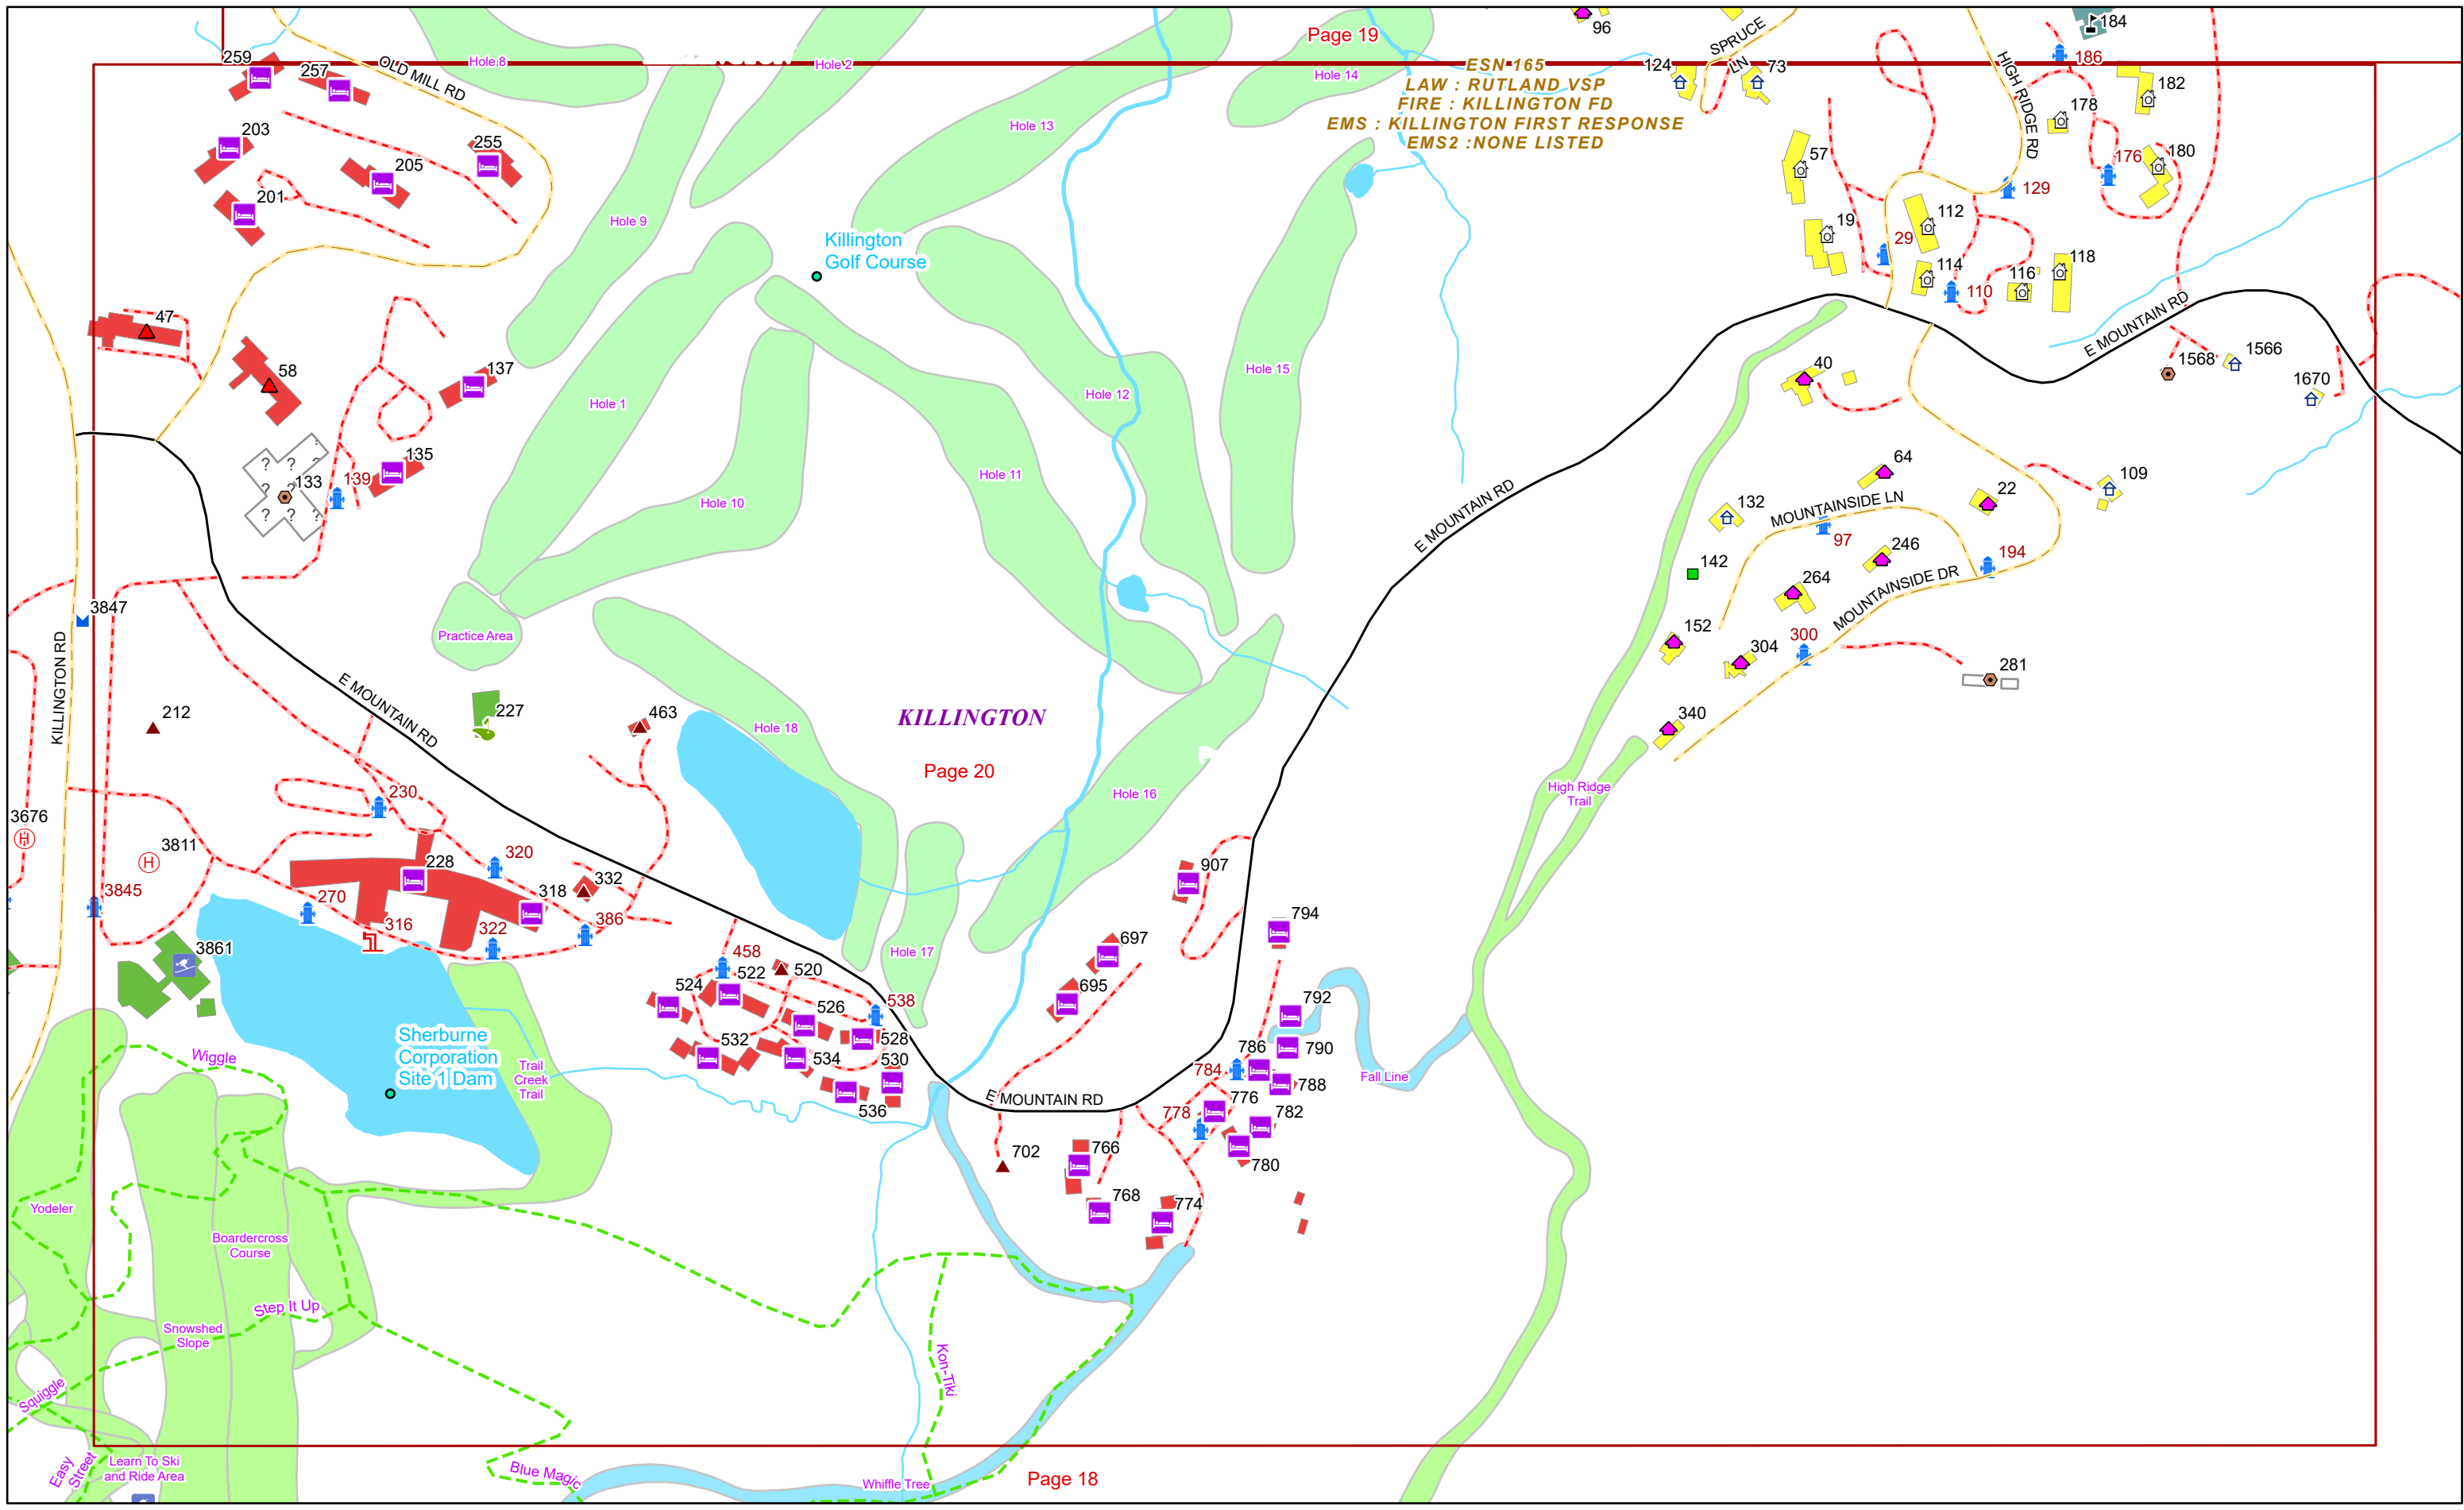 Page 19
ESN 165
LAW : RUTLAND VSP
FIRE : KILLINGTON FD
EMS : KILLINGTON FIRST RESPONSE
EMS2 :NONE LISTED
96
184
186
SPRUCE
LN
124
73
HIGH RIDGE RD
182
178
176
180
129
57
19
29
112
114
110
116
118
259
257
OLD MILL RD
203
205
255
201
Hole 8
Hole 2
Hole 14
Hole 13
Hole 9
Killington
Golf Course
47
58
137
135
133
139
? ? ?
? ?
? ? ?
Hole 1
Hole 12
Hole 15
Hole 11
Hole 10
E MOUNTAIN RD
E MOUNTAIN RD
1568
1566
1670
40
64
22
109
132
MOUNTAINSIDE LN
97
246
194
142
264
MOUNTAINSIDE DR
152
304
300
281
340
3847
KILLINGTON RD
Practice Area
E MOUNTAIN RD
212
227
463
Hole 18
KILLINGTON
Page 20
Hole 16
High Ridge
Trail
230
3676
3811
228
320
318
332
270
316
322
386
3845
3861
907
794
697
695
Hole 17
458
522
520
524
526
538
528
532
534
530
536
792
790
786
788
784
776
778
782
780
Fall Line
E MOUNTAIN RD
702
766
768
774
Sherburne
Corporation
Site 1 Dam
Trail
Creek
Trail
Wiggle
Yodeler
Boardercross
Course
Step It Up
Snowshed
Slope
Squiggle
Kon-Tiki
Easy
Street
Learn To Ski
and Ride Area
Blue Magic
Whiffle Tree
Page 18